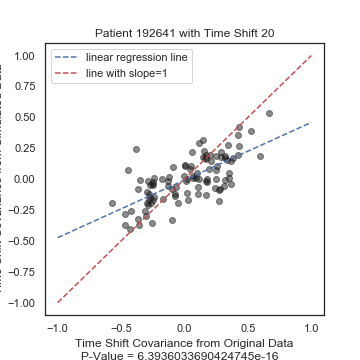 Patient 192641 with Time Shift 20
linear regression line
line with slope=1
1.00
0.75
0.50
0.25
0.00
−0.25
−0.50
−0.75
−1.00
−1.0
−0.5
0.0
0.5
1.0
Time Shift Covariance from Original Data
P-Value = 6.3936033690424745e-16